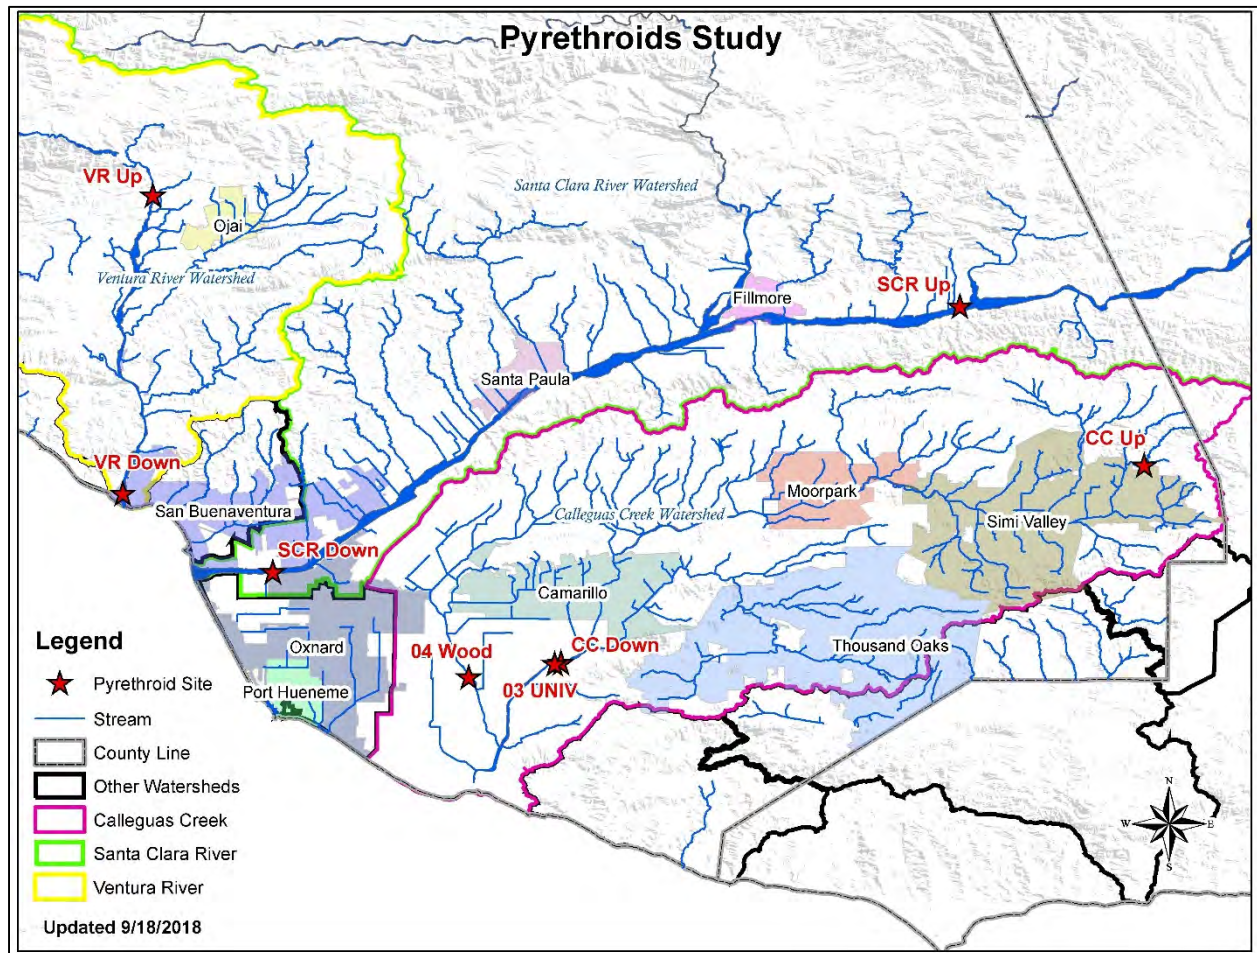 Pyrethroids Study
VR Up
Santa Clara River Watershed
Ojai
Ventura River Watershed
SCR Up
Fillmore
Santa Paula
CC Up
VR Down
Moorpark
San Buenaventura
Calleguas Creek Watershed
Simi Valley
SCR Down
Camarillo
Legend
Oxnard
04 Wood
CC Down
Thousand Oaks
Pyrethroid Site
Port Hueneme
03 UNIV
Stream
County Line
Other Watersheds
Calleguas Creek
Santa Clara River
Ventura River
N
W
E
S
Updated 9/18/2018